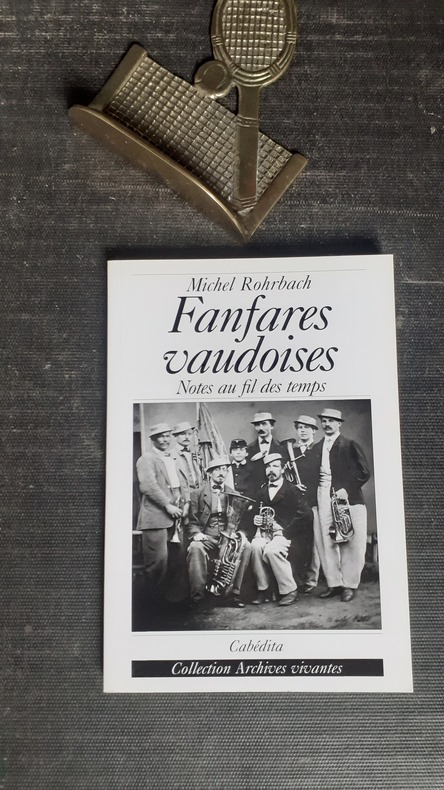 Michel Rohrbach
Fanfares
vaudoises
Notes au fil des temps
Cabédita
Collection Archives vivantes